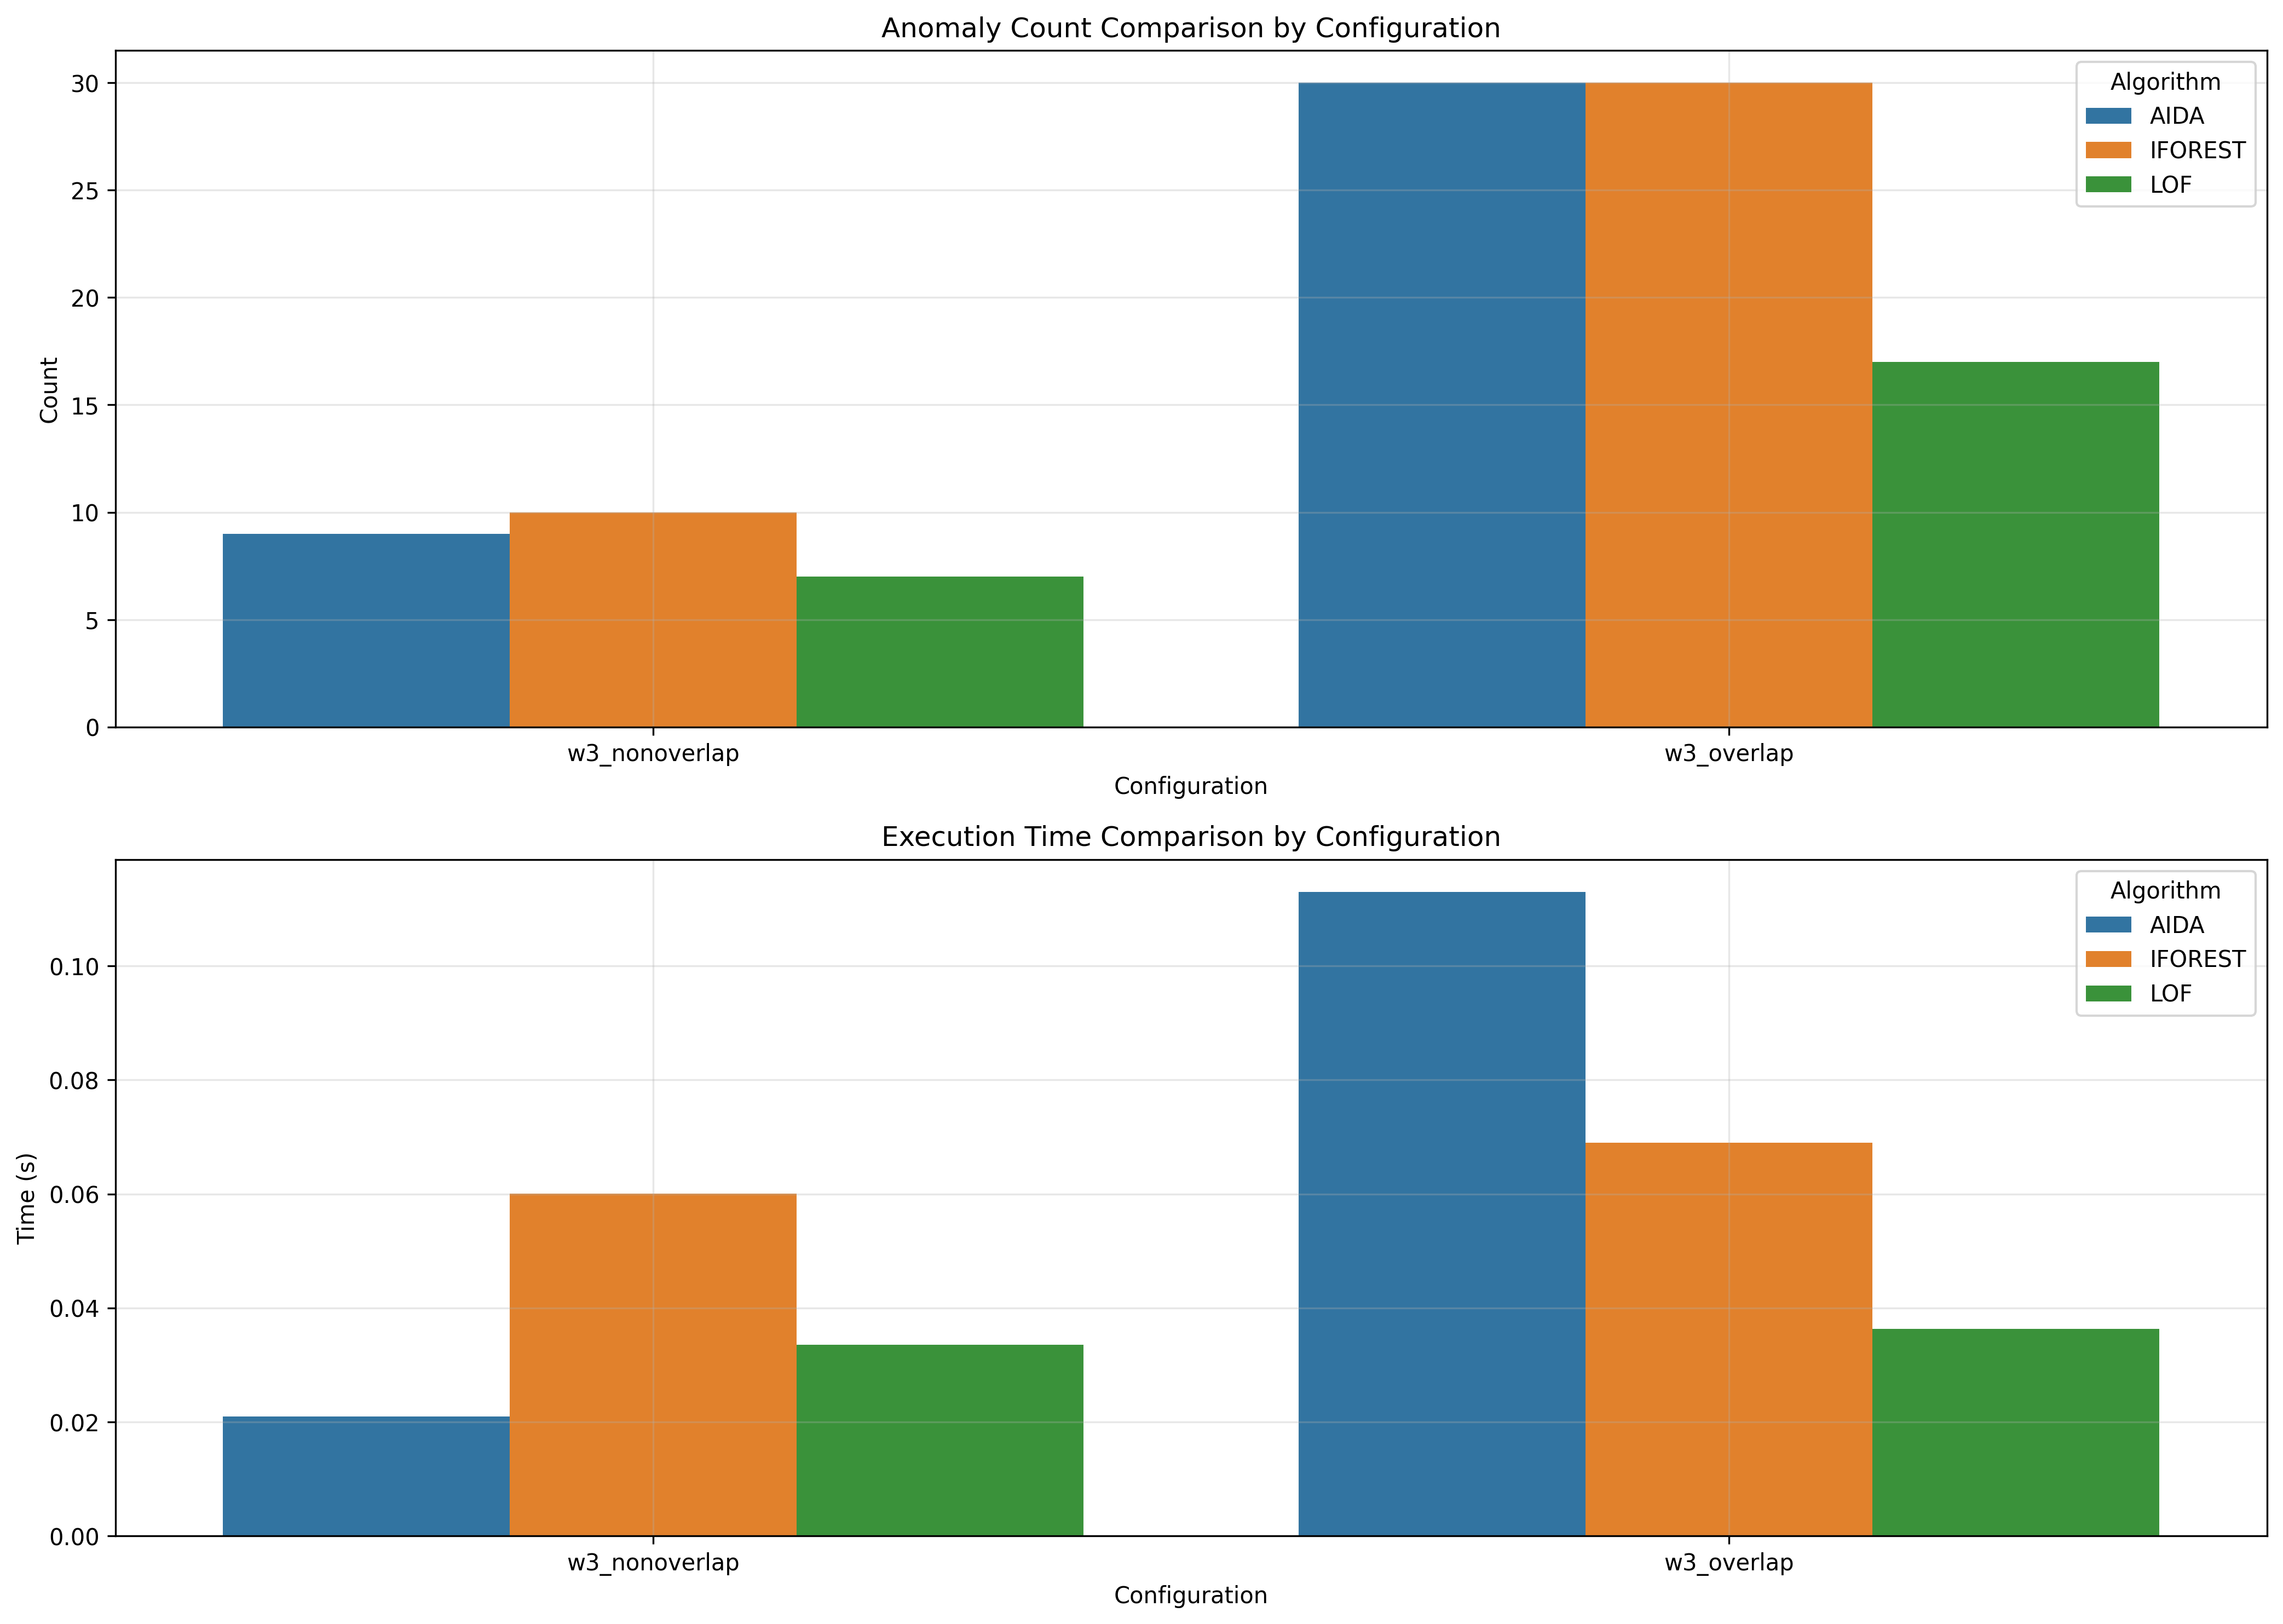 Anomaly Count Comparison by Configuration
30
25
20
15
10
5
0
Count
Algorithm
AIDA
IFOREST
LOF
w3_nonoverlap
w3_overlap
Configuration
Execution Time Comparison by Configuration
0.10
0.08
0.06
0.04
0.02
0.00
Time (s)
Algorithm
AIDA
IFOREST
LOF
w3_nonoverlap
w3_overlap
Configuration